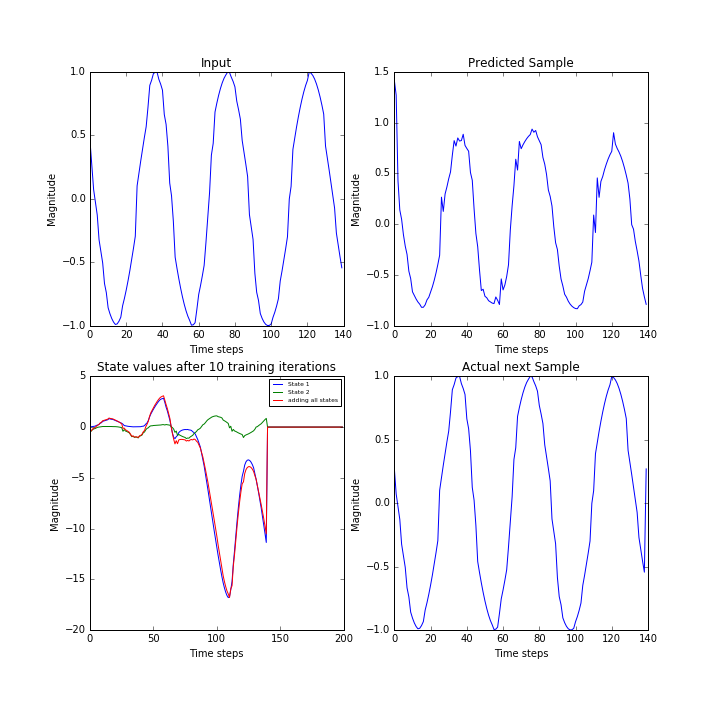 Input
Magnitude
1.0
0.5
0.0
−0.5
−1.0
0 20 40 60 80 100 120 140
Time steps
Predicted Sample
Magnitude
1.5
1.0
0.5
0.0
−0.5
−1.0
0 20 40 60 80 100 120 140
Time steps
State values after 10 training iterations
Magnitude
5
0
−5
−10
−15
−20
0 50 100 150 200
Time steps
State 1
State 2
adding all states
Actual next Sample
Magnitude
1.0
0.5
0.0
−0.5
−1.0
0 20 40 60 80 100 120 140
Time steps